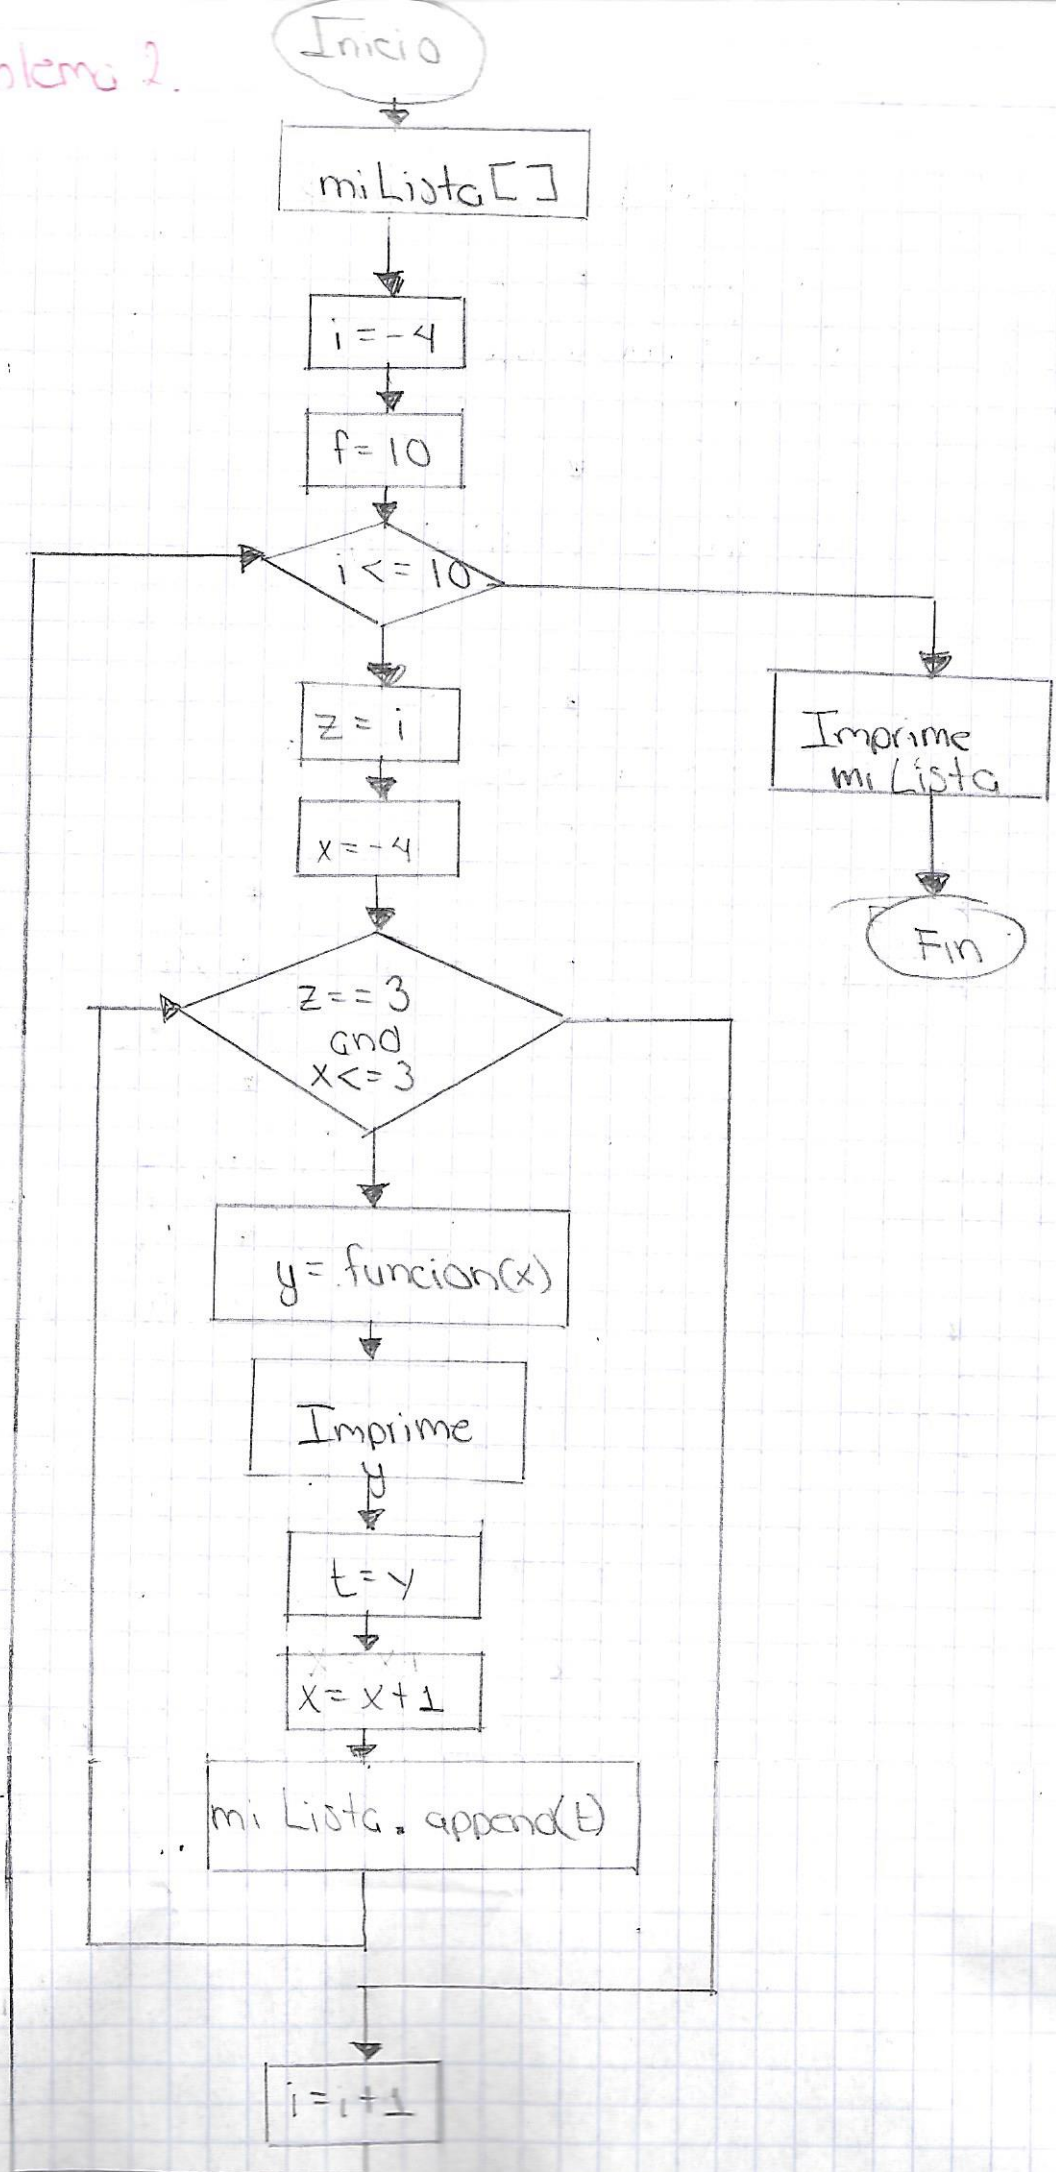 Inicio
2.
miLista[]
i=-4
f=10
i<=10
z=i
Imprime
mi Lista
x=-4
Fin
z==3
and
x<=3
y=funcion(x)
Imprime
y
t=y
x=x+1
mi Lista.append(t)
i=i+1